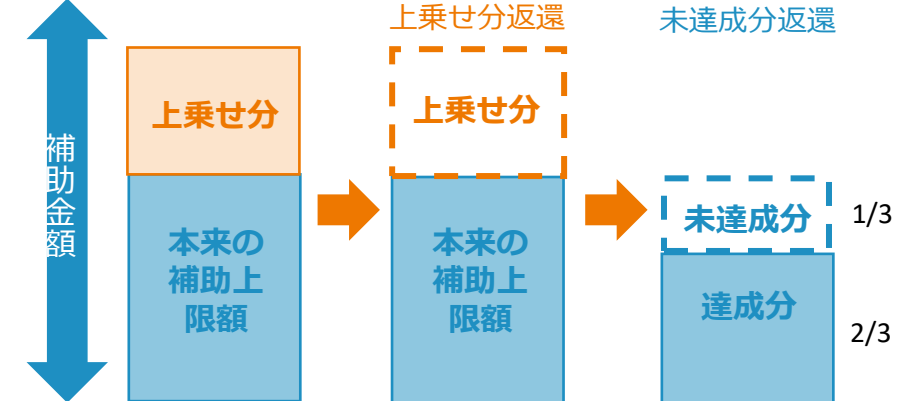 上乗せ分返還
未達成分返還
補助金額
上乗せ分
本来の
補助上
限額
上乗せ分
本来の
補助上
限額
未達成分
1/3
達成分
2/3